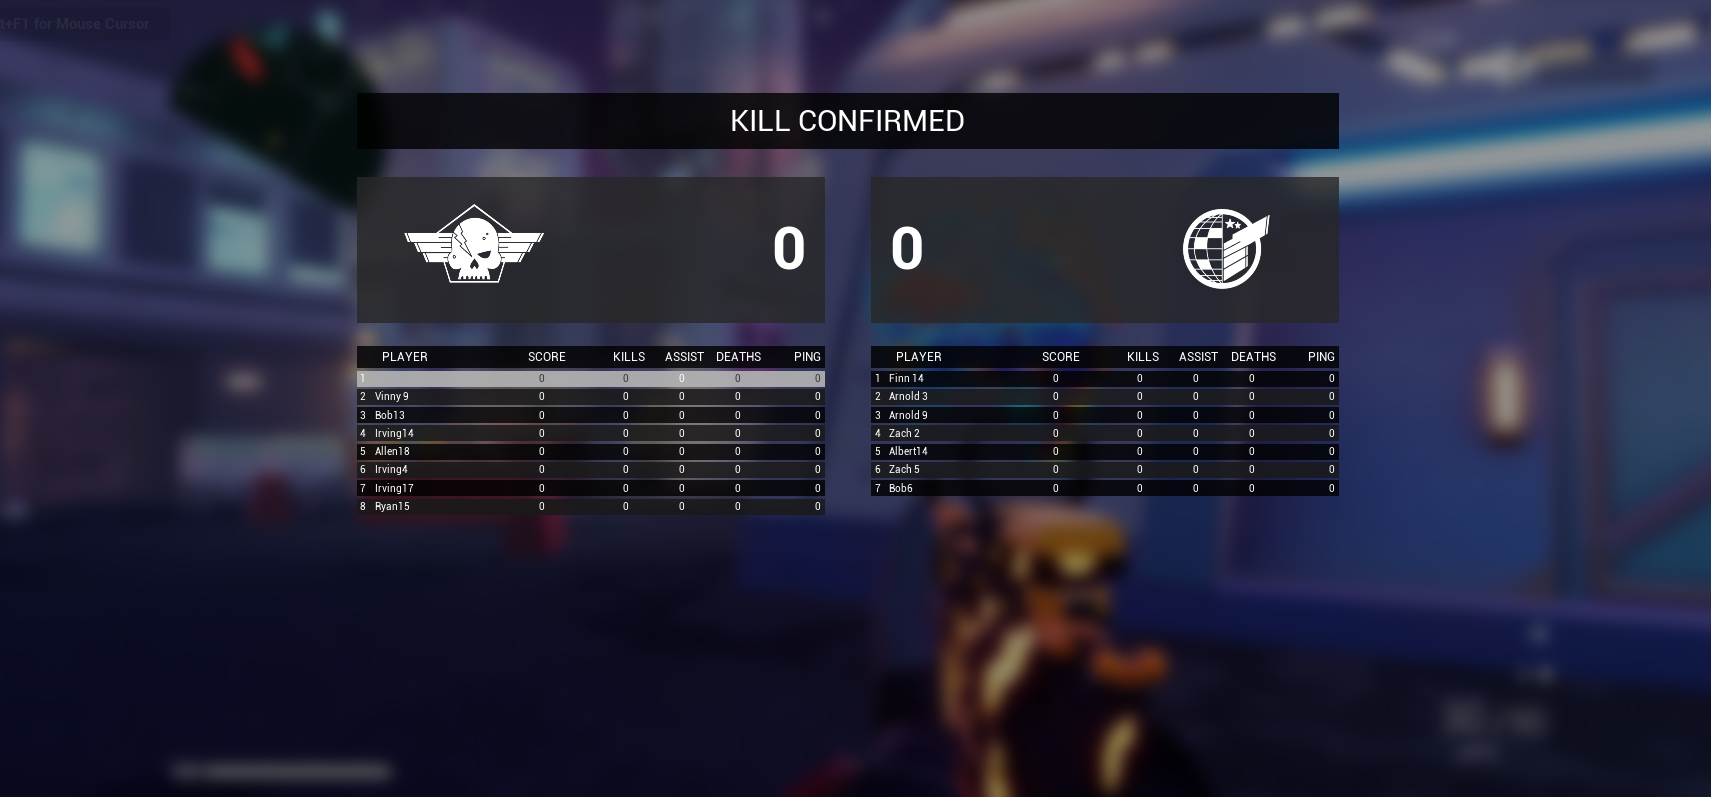 t+F1 for Mouse Cursor
KILL CONFIRMED
0 0
PLAYER SCORE KILLS ASSIST DEATHS PING
1 0 0 0 0 0
2 Vinny 9 0 0 0 0 0
3 Bob13 0 0 0 0 0
4 Irving14 0 0 0 0 0
5 Allen18 0 0 0 0 0
6 Irving4 0 0 0 0 0
7 Irving17 0 0 0 0 0
8 Ryan15 0 0 0 0 0
PLAYER SCORE KILLS ASSIST DEATHS PING
1 Finn 14 0 0 0 0 0
2 Arnold 3 0 0 0 0 0
3 Arnold 9 0 0 0 0 0
4 Zach 2 0 0 0 0 0
5 Albert14 0 0 0 0 0
6 Zach 5 0 0 0 0 0
7 Bob6 0 0 0 0 0